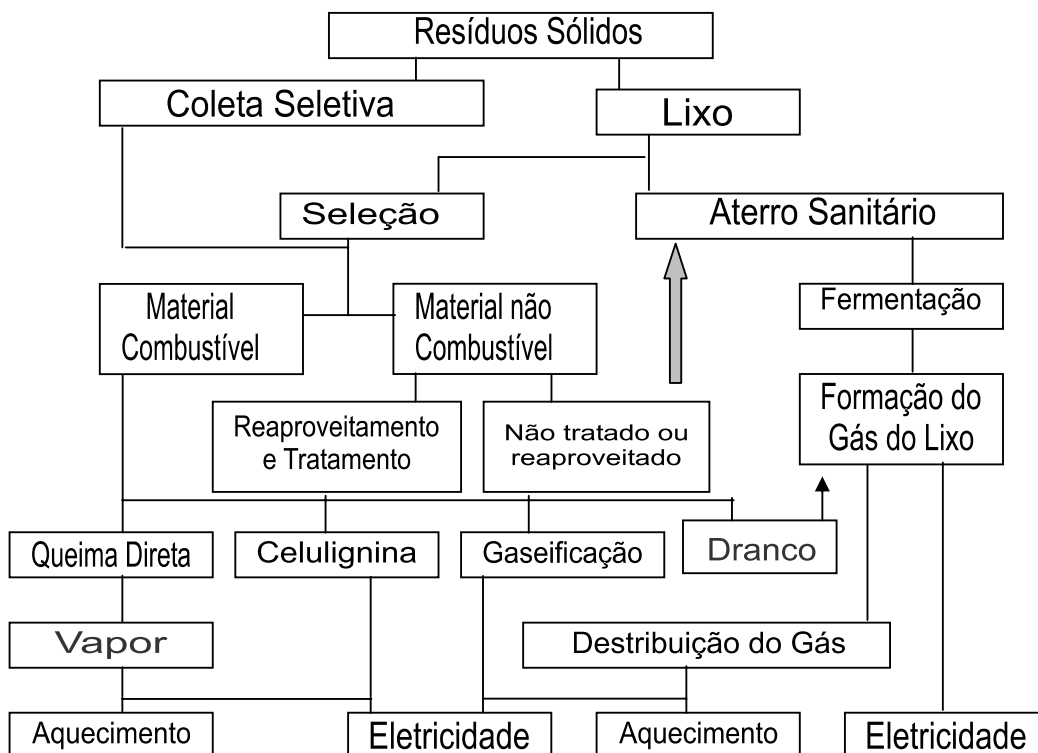 Resíduos Sólidos
Coleta Seletiva
Lixo
Seleção
Aterro Sanitário
Material
Combustível
Material não
Combustível
Fermentação
Reaproveitamento
e Tratamento
Não tratado ou
reaproveitado
Formação do
Gás do Lixo
Queima Direta
Celulignina
Gaseificação
Dranco
Vapor
Destribuição do Gás
Aquecimento
Eletricidade
Aquecimento
Eletricidade